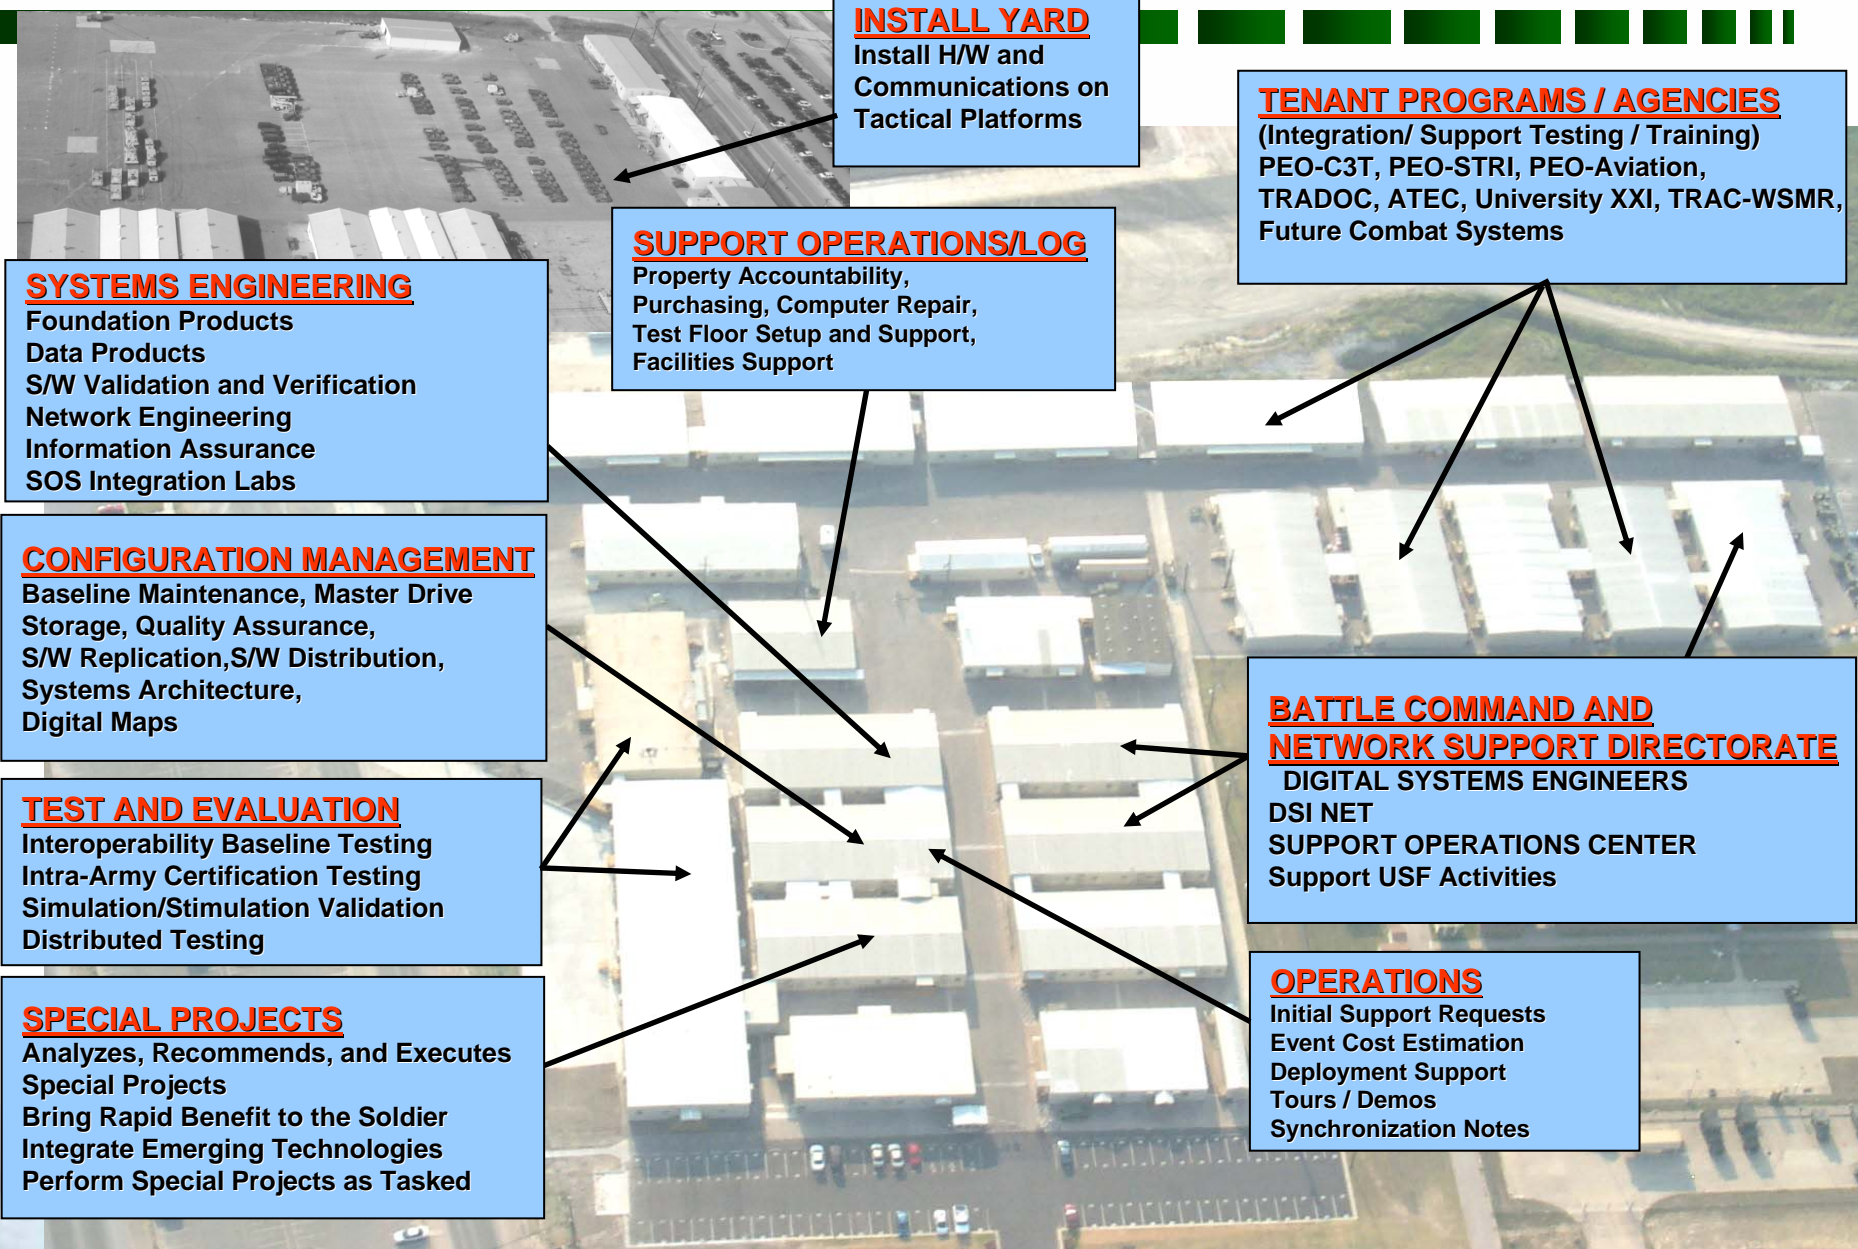 INSTALL YARD
Install H/W and
Communications on
Tactical Platforms
TENANT PROGRAMS / AGENCIES
(Integration/ Support Testing / Training)
PEO-C3T, PEO-STRI, PEO-Aviation,
TRADOC, ATEC, University XXI, TRAC-WSMR,
Future Combat Systems
SUPPORT OPERATIONS/LOG
Property Accountability,
Purchasing, Computer Repair,
Test Floor Setup and Support,
Facilities Support
SYSTEMS ENGINEERING
Foundation Products
Data Products
S/W Validation and Verification
Network Engineering
Information Assurance
SOS Integration Labs
CONFIGURATION MANAGEMENT
Baseline Maintenance, Master Drive
Storage, Quality Assurance,
S/W Replication,S/W Distribution,
Systems Architecture,
Digital Maps
BATTLE COMMAND AND
NETWORK SUPPORT DIRECTORATE
DIGITAL SYSTEMS ENGINEERS
DSI NET
SUPPORT OPERATIONS CENTER
Support USF Activities
TEST AND EVALUATION
Interoperability Baseline Testing
Intra-Army Certification Testing
Simulation/Stimulation Validation
Distributed Testing
OPERATIONS
Initial Support Requests
Event Cost Estimation
Deployment Support
Tours / Demos
Synchronization Notes
SPECIAL PROJECTS
Analyzes, Recommends, and Executes
Special Projects
Bring Rapid Benefit to the Soldier
Integrate Emerging Technologies
Perform Special Projects as Tasked